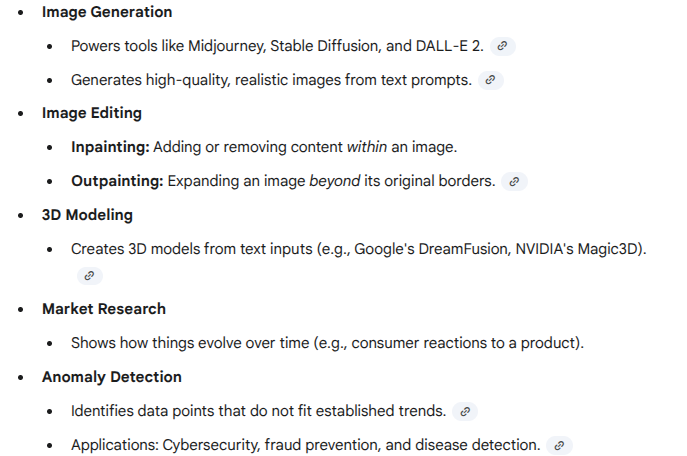 Image Generation
Powers tools like Midjourney, Stable Diffusion, and DALL-E 2.
Generates high-quality, realistic images from text prompts.
Image Editing
Inpainting: Adding or removing content within an image.
Outpainting: Expanding an image beyond its original borders.
3D Modeling
Creates 3D models from text inputs (e.g., Google's DreamFusion, NVIDIA's Magic3D).
Market Research
Shows how things evolve over time (e.g., consumer reactions to a product).
Anomaly Detection
Identifies data points that do not fit established trends.
Applications: Cybersecurity, fraud prevention, and disease detection.